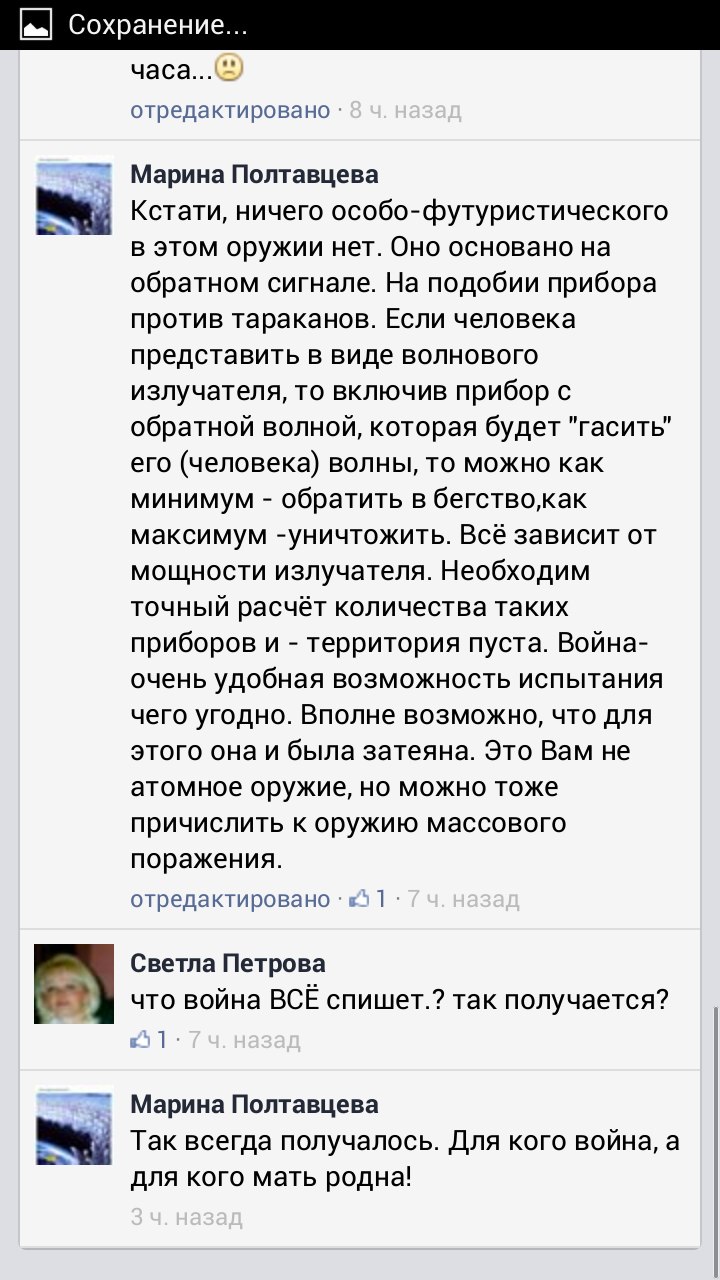 Сохранение...
часа...
отредактировано · 8 ч. назад
Марина Полтавцева
Кстати, ничего особо-футуристического
в этом оружии нет. Оно основано на
обратном сигнале. На подобии прибора
против тараканов. Если человека
представить в виде волнового
излучателя, то включив прибор с
обратной волной, которая будет "гасить"
его (человека) волны, то можно как
минимум - обратить в бегство,как
максимум -уничтожить. Всё зависит от
мощности излучателя. Необходим
точный расчёт количества таких
приборов и - территория пуста. Война-
очень удобная возможность испытания
чего угодно. Вполне возможно, что для
этого она и была затеяна. Это Вам не
атомное оружие, но можно тоже
причислить к оружию массового
поражения.
отредактировано · 1 · 7 ч. назад
Светла Петрова
что война ВСЁ спишет.? так получается?
1 · 7 ч. назад
Марина Полтавцева
Так всегда получалось. Для кого война, а
для кого мать родна!
3 ч. назад